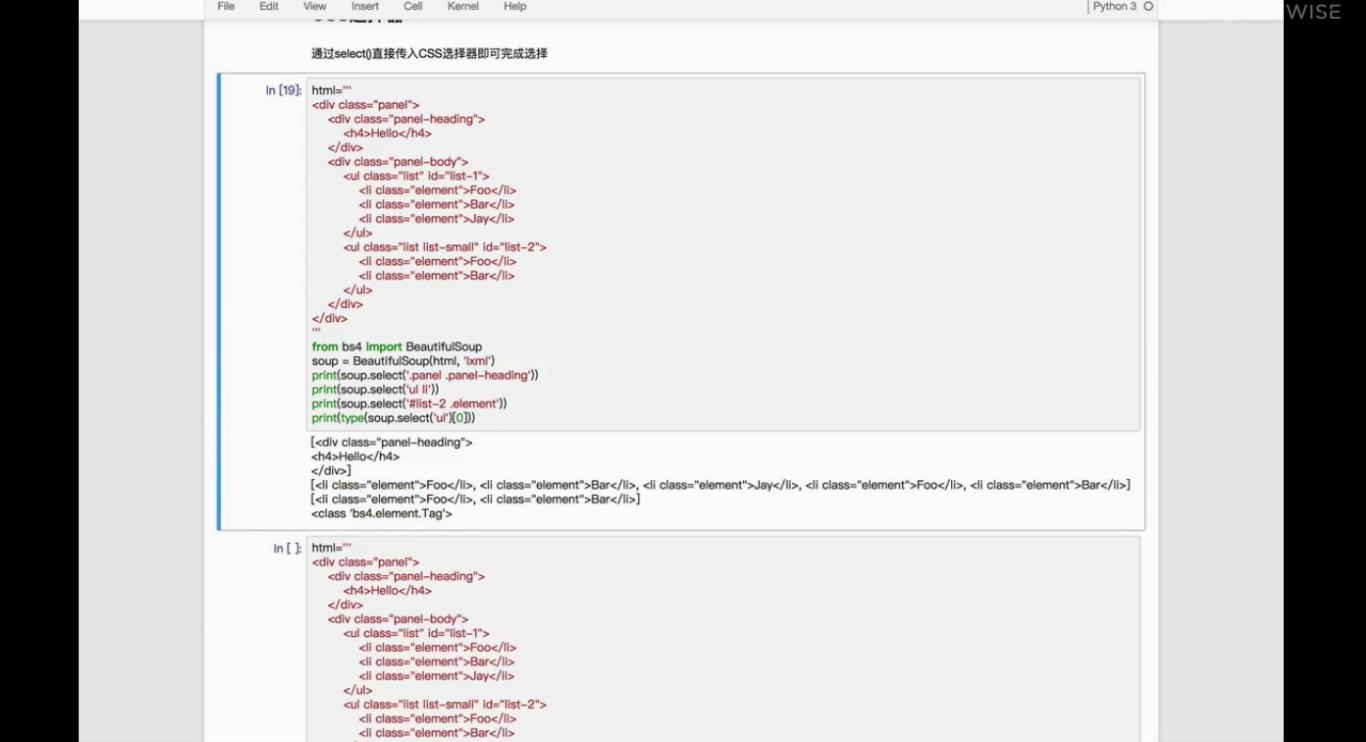 File Edit View Insert Cell Kernel Help Python 3
WISE
CSS选择器
通过select()直接传入CSS选择器即可完成选择
In [19]: html='''
<div class="panel">
<div class="panel-heading">
<h4>Hello</h4>
</div>
<div class="panel-body">
<ul class="list" id="list-1">
<li class="element">Foo</li>
<li class="element">Bar</li>
<li class="element">Jay</li>
</ul>
<ul class="list list-small" id="list-2">
<li class="element">Foo</li>
<li class="element">Bar</li>
</ul>
</div>
</div>
'''
from bs4 import BeautifulSoup
soup = BeautifulSoup(html, 'lxml')
print(soup.select('.panel .panel-heading'))
print(soup.select('ul li'))
print(soup.select('#list-2 .element'))
print(type(soup.select('ul')[0]))
[<div class="panel-heading">
<h4>Hello</h4>
</div>]
[<li class="element">Foo</li>, <li class="element">Bar</li>, <li class="element">Jay</li>, <li class="element">Foo</li>, <li class="element">Bar</li>]
[<li class="element">Foo</li>, <li class="element">Bar</li>]
<class 'bs4.element.Tag'>
In [ ]: html='''
<div class="panel">
<div class="panel-heading">
<h4>Hello</h4>
</div>
<div class="panel-body">
<ul class="list" id="list-1">
<li class="element">Foo</li>
<li class="element">Bar</li>
<li class="element">Jay</li>
</ul>
<ul class="list list-small" id="list-2">
<li class="element">Foo</li>
<li class="element">Bar</li>